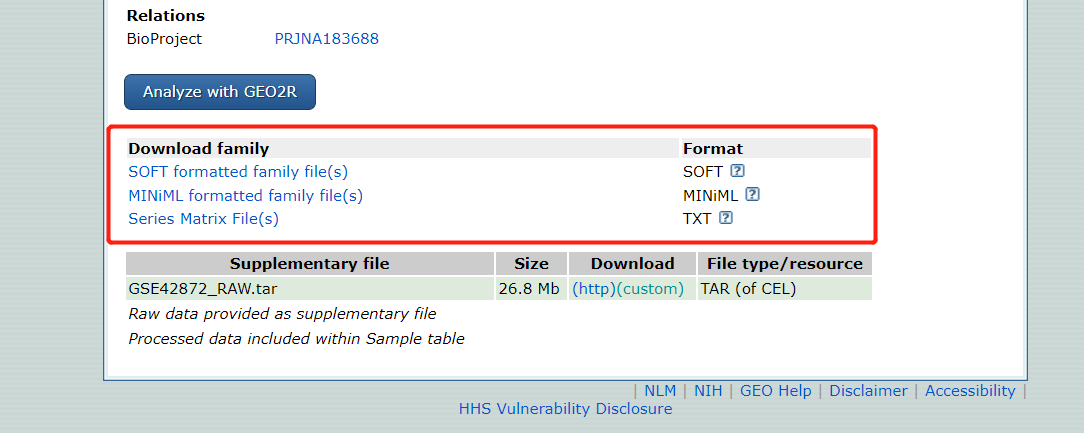 Relations
BioProject PRJNA183688
Analyze with GEO2R
Download family Format
SOFT formatted family file(s) SOFT ?
MINiML formatted family file(s) MINiML ?
Series Matrix File(s) TXT ?
Supplementary file Size Download File type/resource
GSE42872_RAW.tar 26.8 Mb (http)(custom) TAR (of CEL)
Raw data provided as supplementary file
Processed data included within Sample table
| NLM | NIH | GEO Help | Disclaimer | Accessibility |
HHS Vulnerability Disclosure